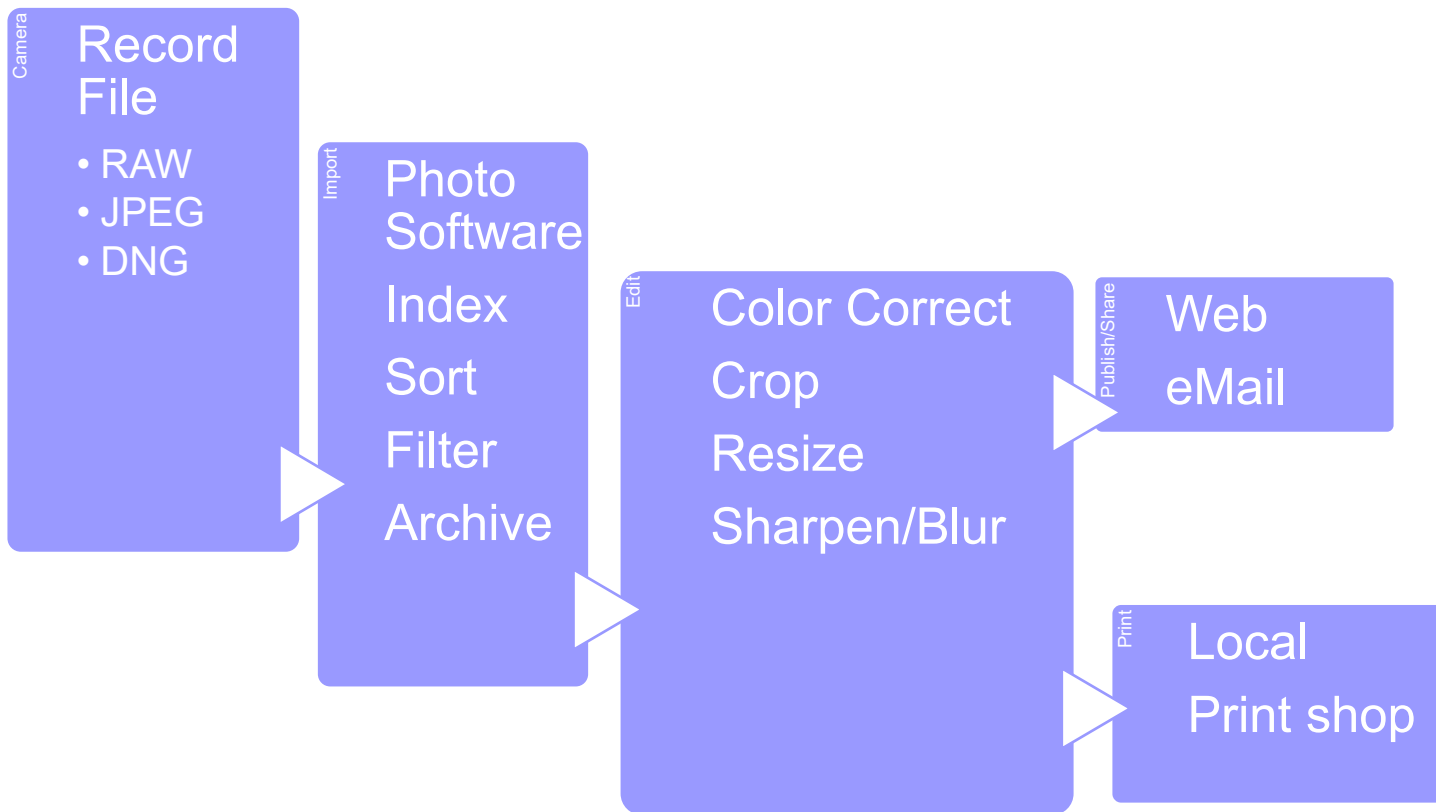 Camera
Record
File
• RAW
• JPEG
• DNG
Import
Photo
Software
Index
Sort
Filter
Archive
Edit
Color Correct
Crop
Resize
Sharpen/Blur
Publish/Share
Web
eMail
Print
Local
Print shop